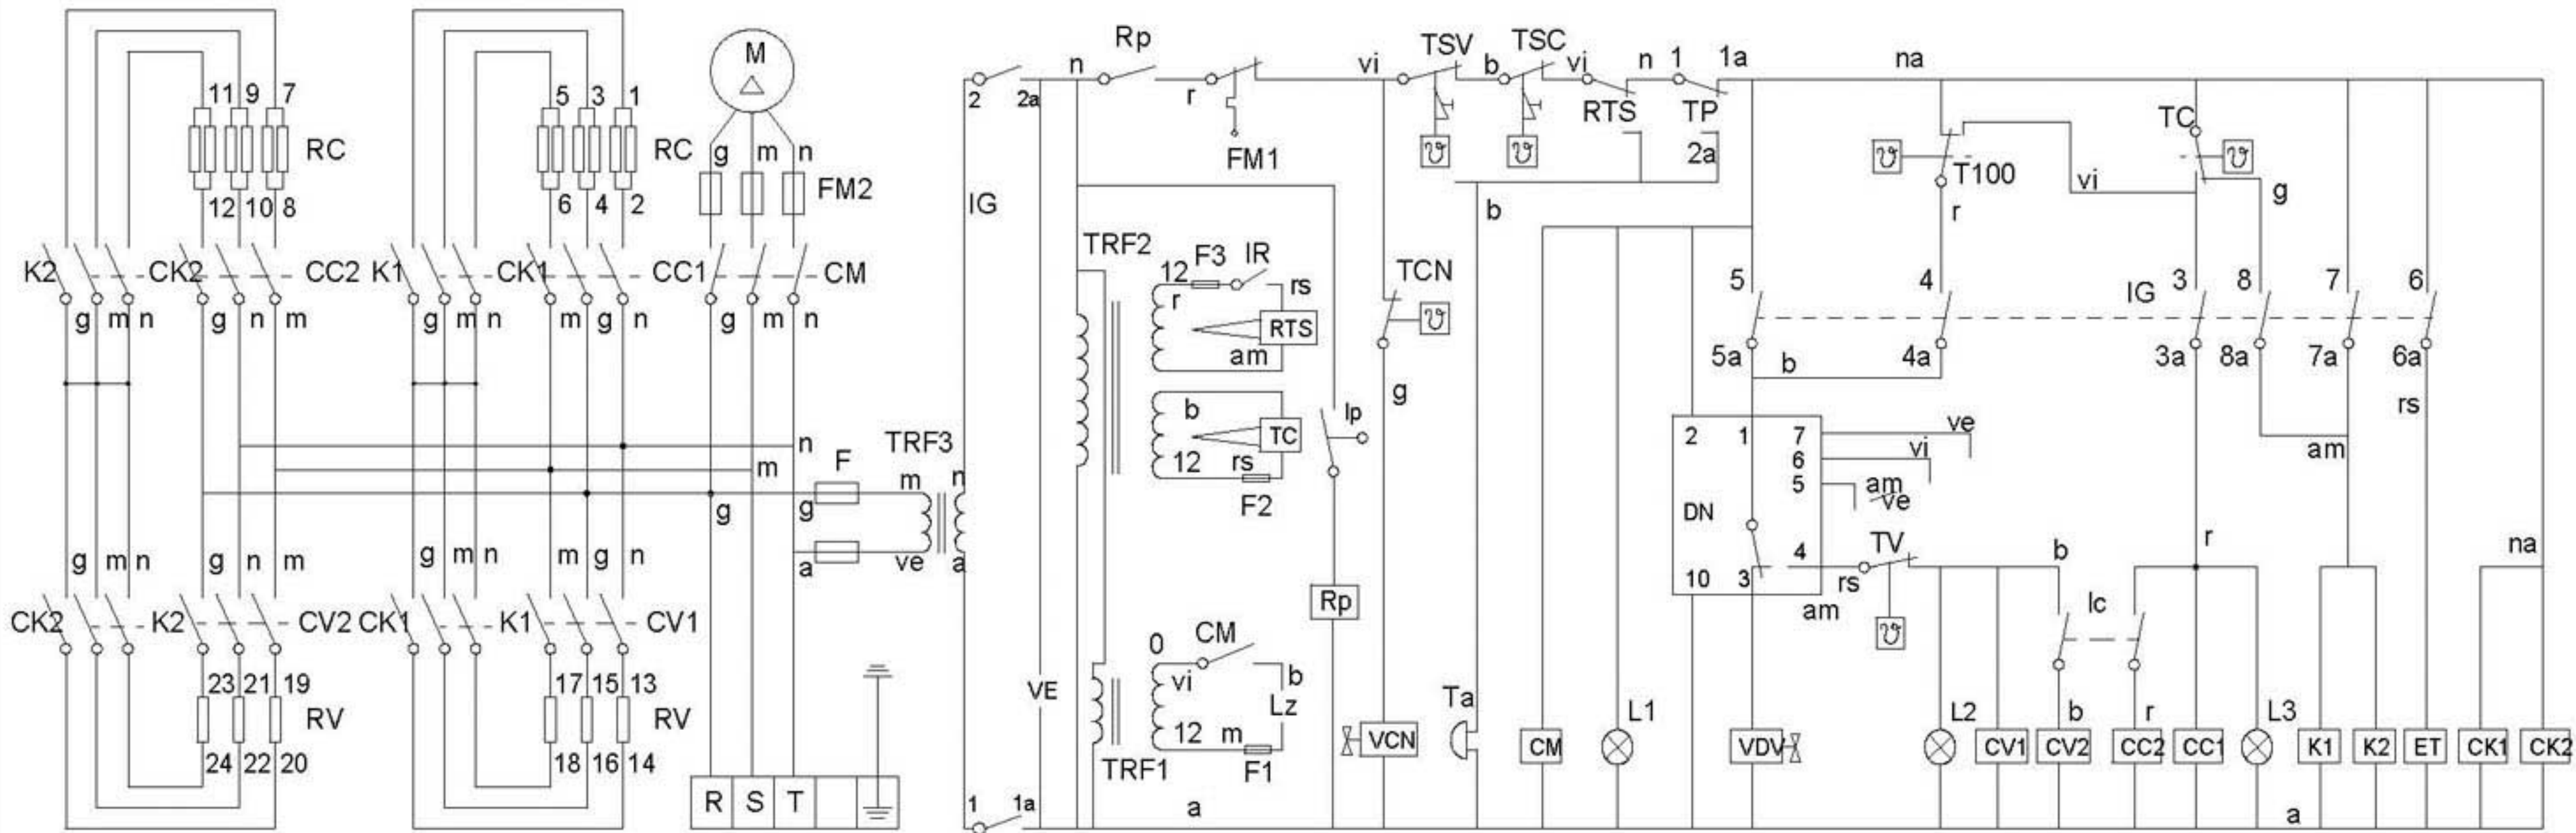 M
11 9 7
RC
12 10 8
5 3 1
RC
6 4 2
g m n
FM2
K2 CK2 CC2 K1 CK1 CC1 CM
g m n g n m g m n m g n g m n
n
m
g
g
F
a
TRF3
m n
ve a
g m n g n m g m n m g n
CK2 K2 CV2 CK1 K1 CV1
23 21 19
RV
24 22 20
17 15 13
RV
18 16 14
R S T
2 2a
IG
VE
1 1a
n Rp r
FM1
vi TSV b TSC vi RTS n 1 1a
TP
2a
ϑ ϑ
b
na
TRF2
12 F3 IR rs
r
RTS
am
b
TC
12 rs
F2
TRF1
0 CM
vi b
Lz
12 m
F1
Ip
Rp
TCN
ϑ
g
VCN
Ta
a
ϑ
T100
r
vi
TC
ϑ
g
5 4 3 8 7 6
IG
5a 4a 3a 8a 7a 6a
b
am
rs
2 1 7 ve
6 vi
5 am
ve
DN
4
10 3
am
rs
TV
ϑ
b
Ic
r
na
b r
CM L1 VDV L2 CV1 CV2 CC2 CC1 L3 K1 K2 ET CK1 CK2
a